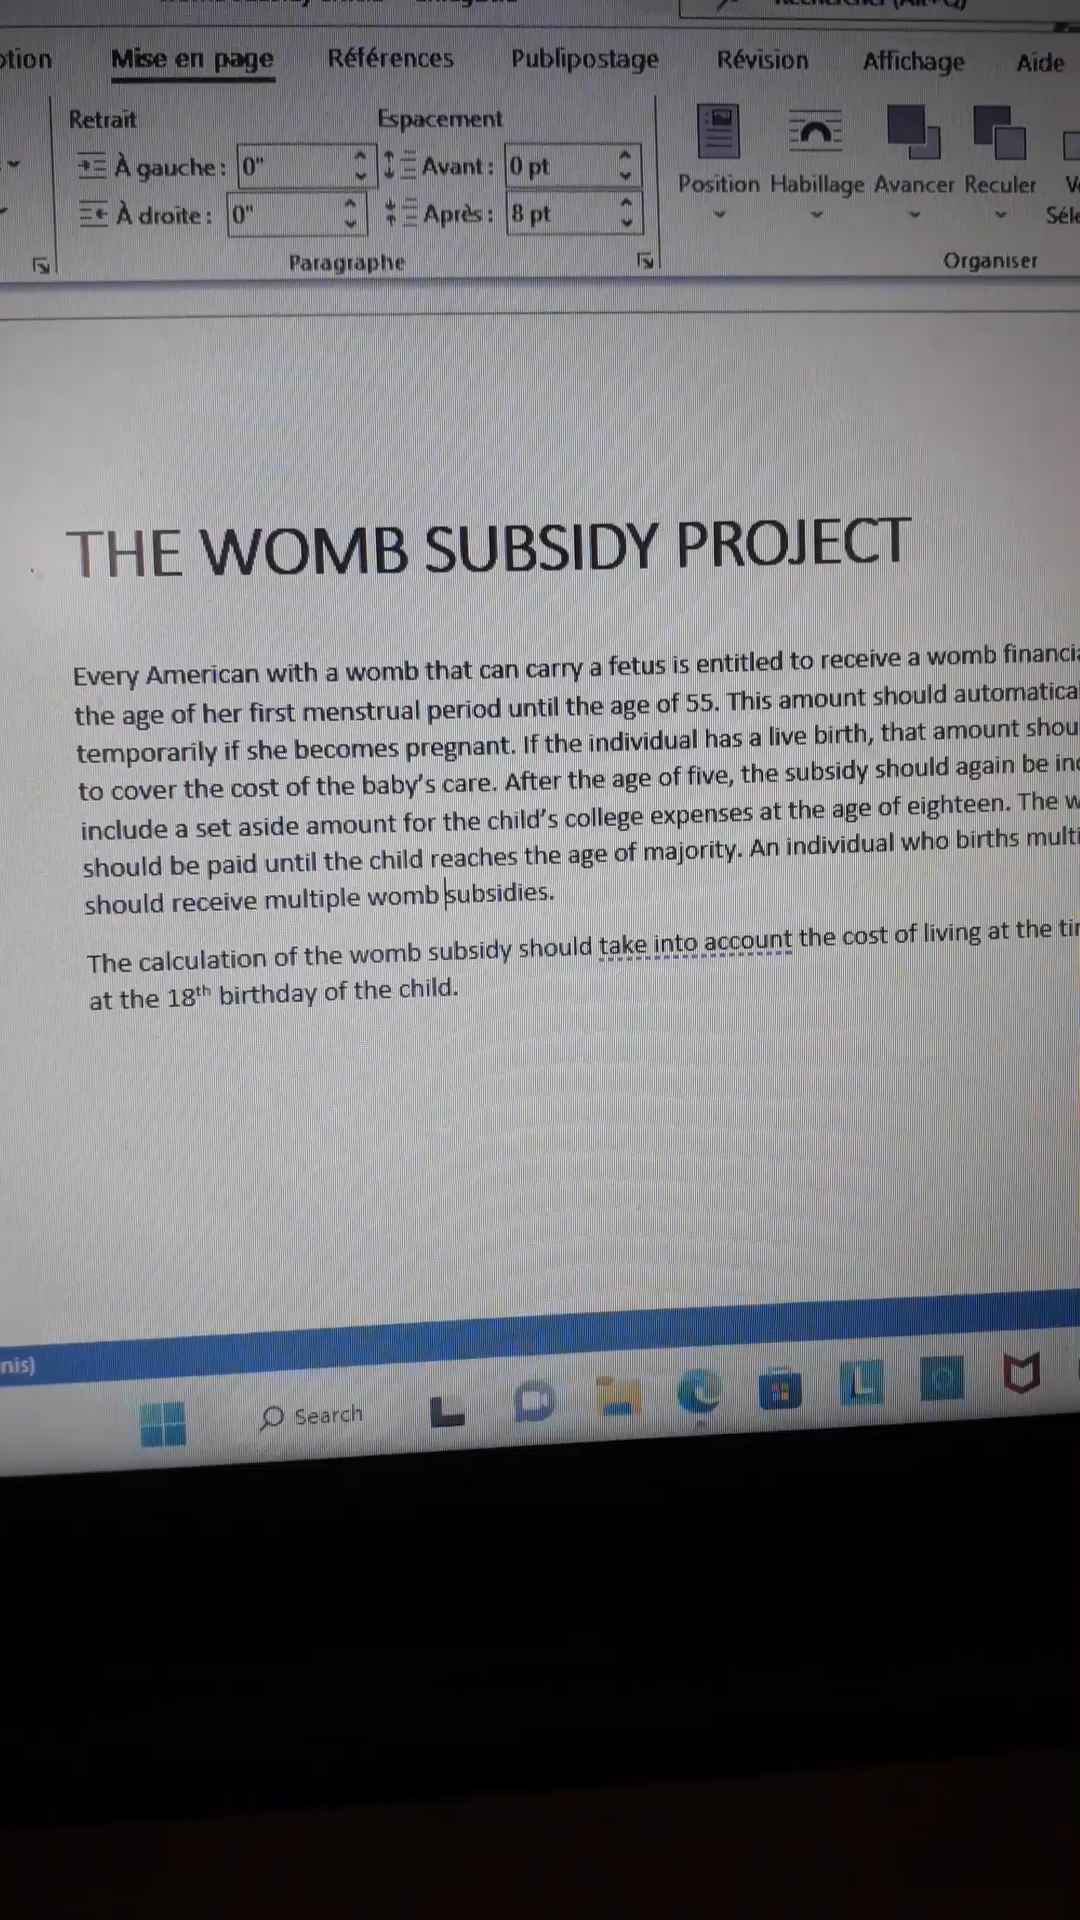 Mise en page Références Publipostage Révision Affichage Aide
Retrait Espacement
À gauche : 0" Avant : 0 pt
À droite : 0" Après : 8 pt
Position Habillage Avancer Reculer
Paragraphe Organiser
THE WOMB SUBSIDY PROJECT
Every American with a womb that can carry a fetus is entitled to receive a womb
the age of her first menstrual period until the age of 55. This amount should
temporarily if she becomes pregnant. If the individual has a live birth, that amount
to cover the cost of the baby's care. After the age of five, the subsidy should again be
include a set aside amount for the child's college expenses at the age of eighteen. The
should be paid until the child reaches the age of majority. An individual who births
should receive multiple womb subsidies.
The calculation of the womb subsidy should take into account the cost of living at the
at the 18th birthday of the child.
Search